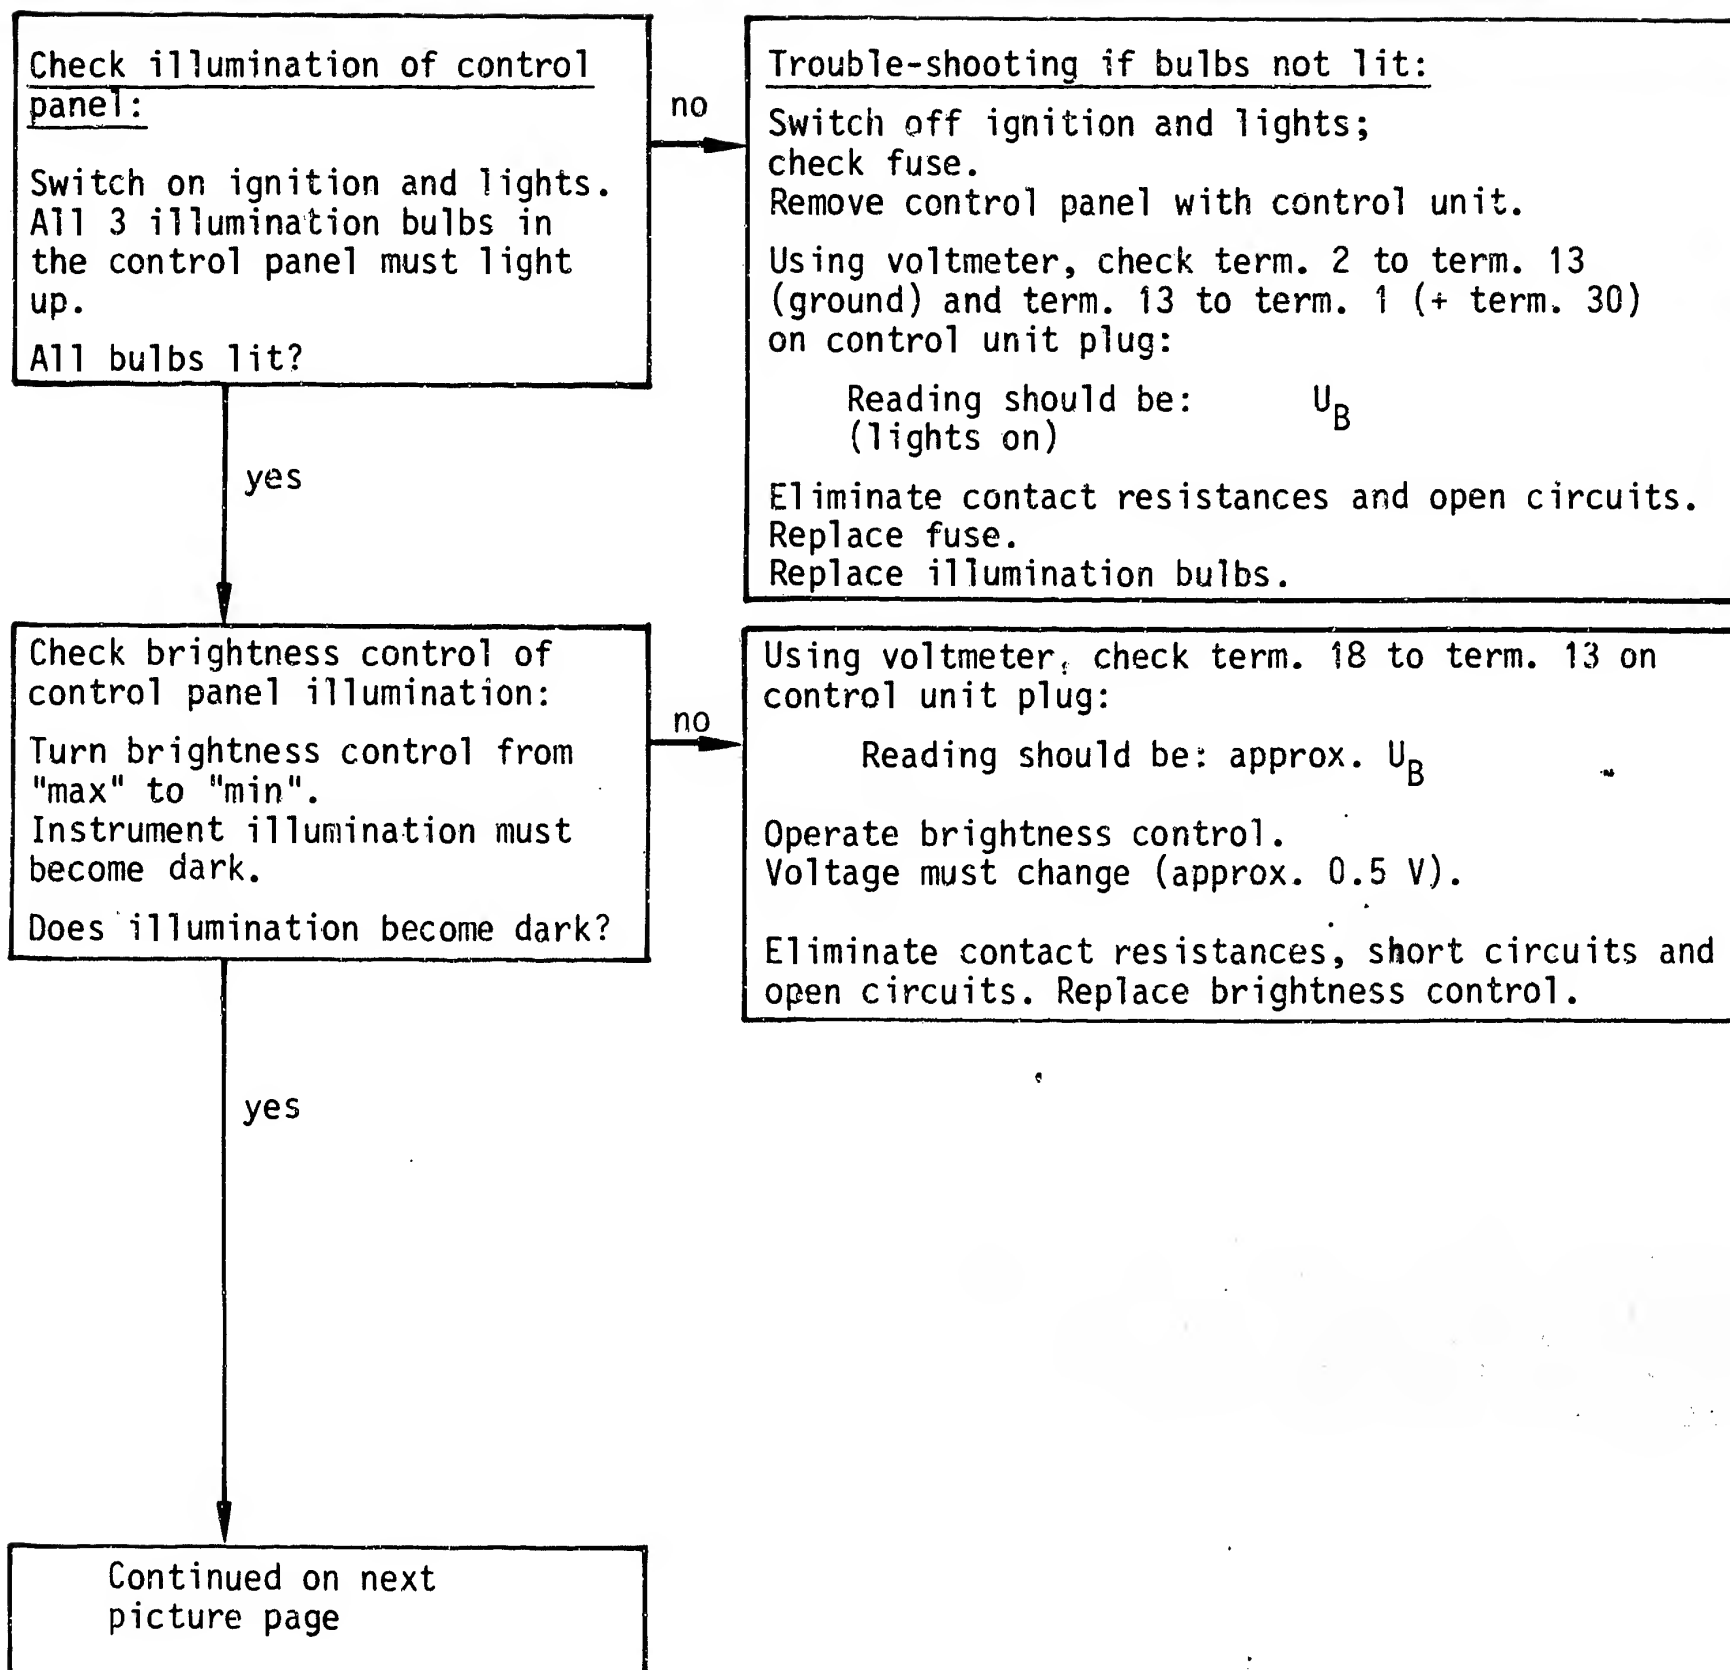 Check illumination of control
panel:
Switch on ignition and lights.
All 3 illumination bulbs in
the control panel must light
up.
All bulbs lit?
no
Trouble-shooting if bulbs not lit:
Switch off ignition and lights;
check fuse.
Remove control panel with control unit.
Using voltmeter, check term. 2 to term. 13
(ground) and term. 13 to term. 1 (+ term. 30)
on control unit plug:
Reading should be: U_B
(lights on)
Eliminate contact resistances and open circuits.
Replace fuse.
Replace illumination bulbs.
yes
Check brightness control of
control panel illumination:
Turn brightness control from
"max" to "min".
Instrument illumination must
become dark.
Does illumination become dark?
no
Using voltmeter, check term. 18 to term. 13 on
control unit plug:
Reading should be: approx. U_B
Operate brightness control.
Voltage must change (approx. 0.5 V).
Eliminate contact resistances, short circuits and
open circuits. Replace brightness control.
yes
Continued on next
picture page